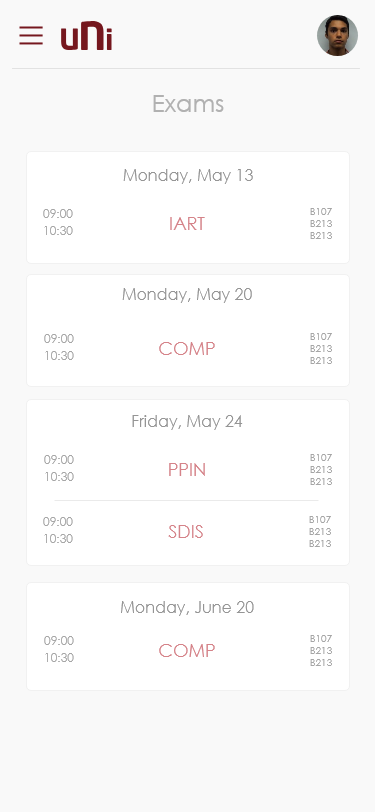 uni
Exams
Monday, May 13
09:00
10:30
IART
B107
B213
B213
Monday, May 20
09:00
10:30
COMP
B107
B213
B213
Friday, May 24
09:00
10:30
PPIN
B107
B213
B213
09:00
10:30
SDIS
B107
B213
B213
Monday, June 20
09:00
10:30
COMP
B107
B213
B213